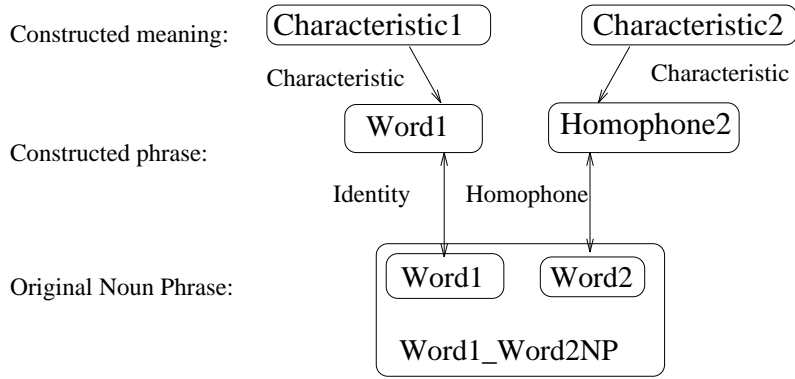 Constructed meaning: Characteristic1 Characteristic2
Characteristic Characteristic
Constructed phrase: Word1 Homophone2
Identity Homophone
Original Noun Phrase: Word1 Word2
Word1_Word2NP